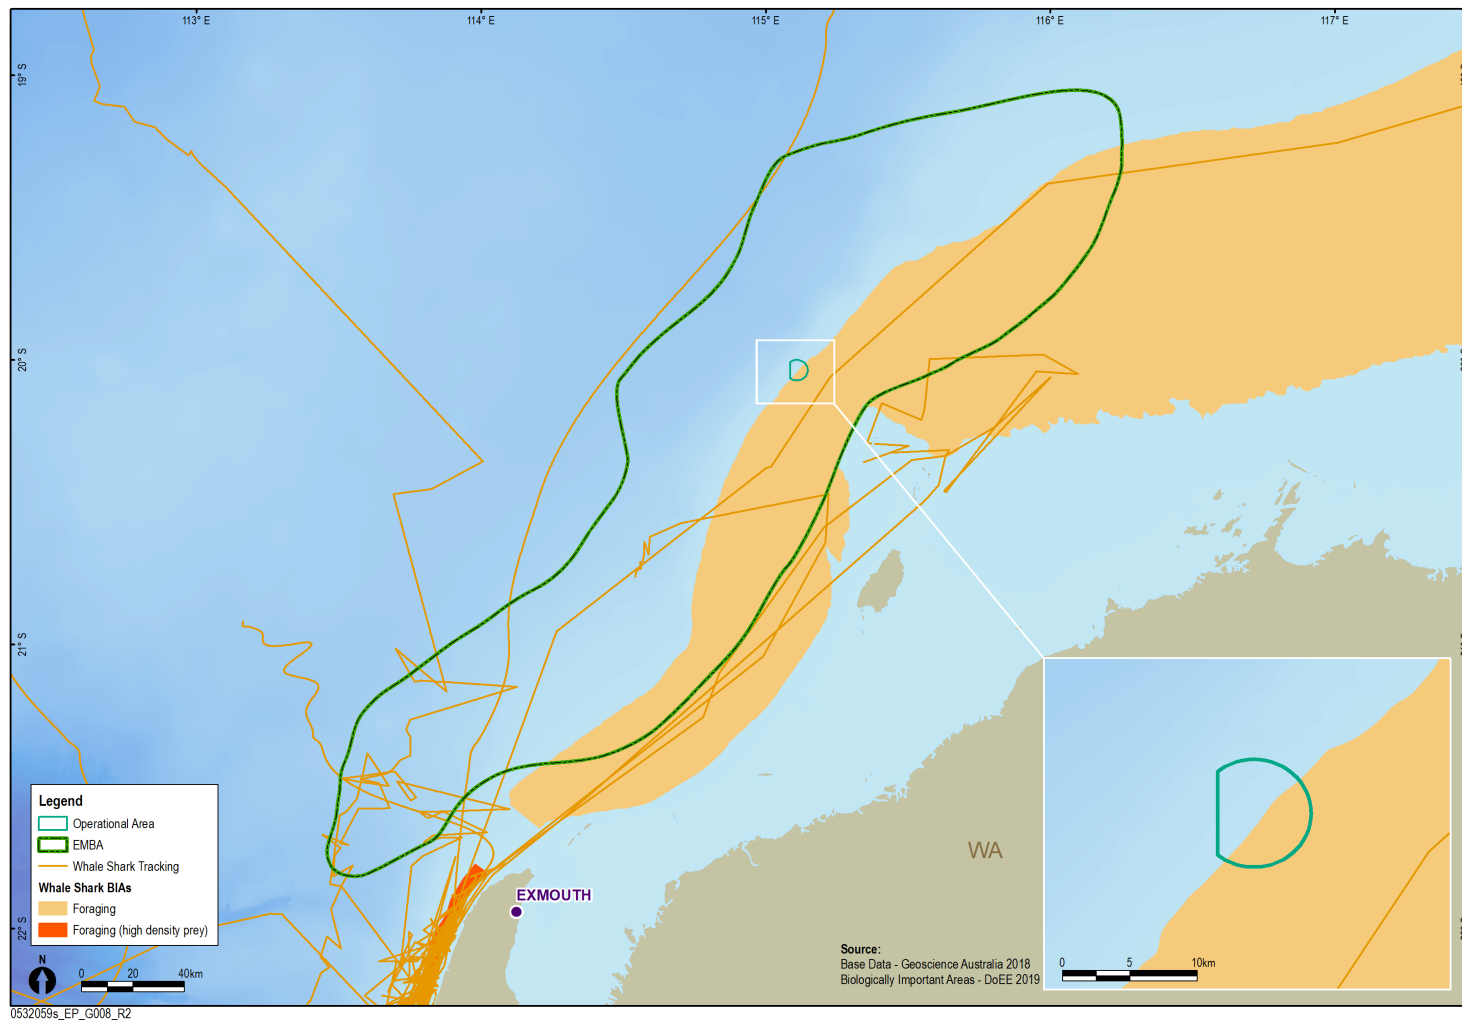 113° E
114° E
115° E
116° E
117° E
19° S
20° S
21° S
22° S
WA
EXMOUTH
Legend
Operational Area
EMBA
Whale Shark Tracking
Whale Shark BIAs
Foraging
Foraging (high density prey)
N
0 20 40km
Source:
Base Data - Geoscience Australia 2018
Biologically Important Areas - DoEE 2019
0 5 10km
0532059s_EP_G008_R2